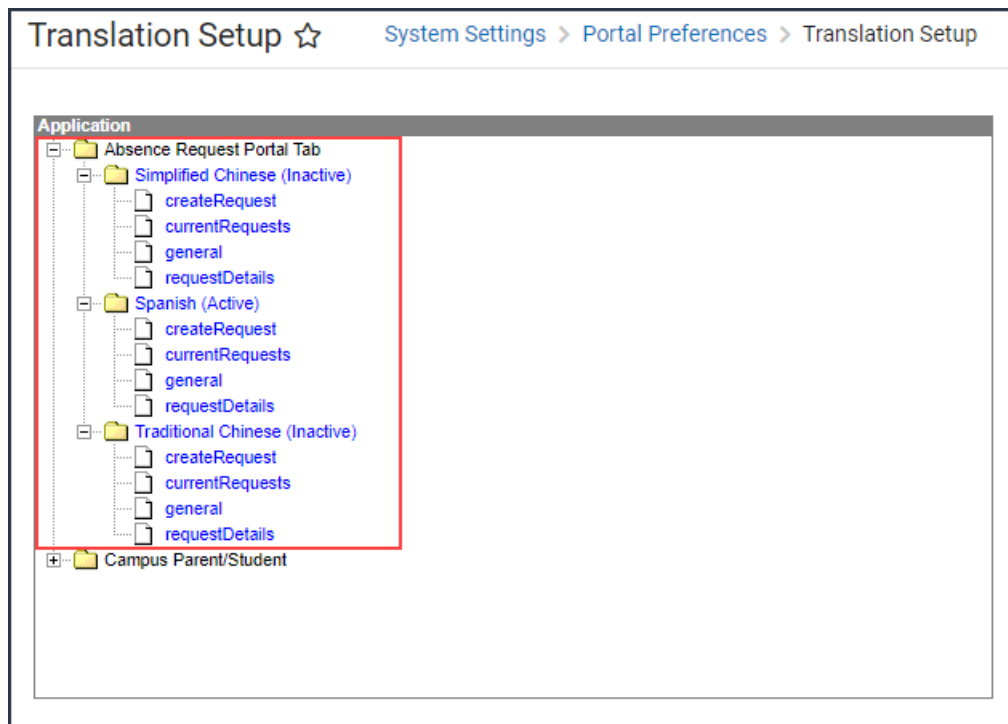 Translation Setup ☆ System Settings > Portal Preferences > Translation Setup
Application
Absence Request Portal Tab
Simplified Chinese (Inactive)
createRequest
currentRequests
general
requestDetails
Spanish (Active)
createRequest
currentRequests
general
requestDetails
Traditional Chinese (Inactive)
createRequest
currentRequests
general
requestDetails
Campus Parent/Student